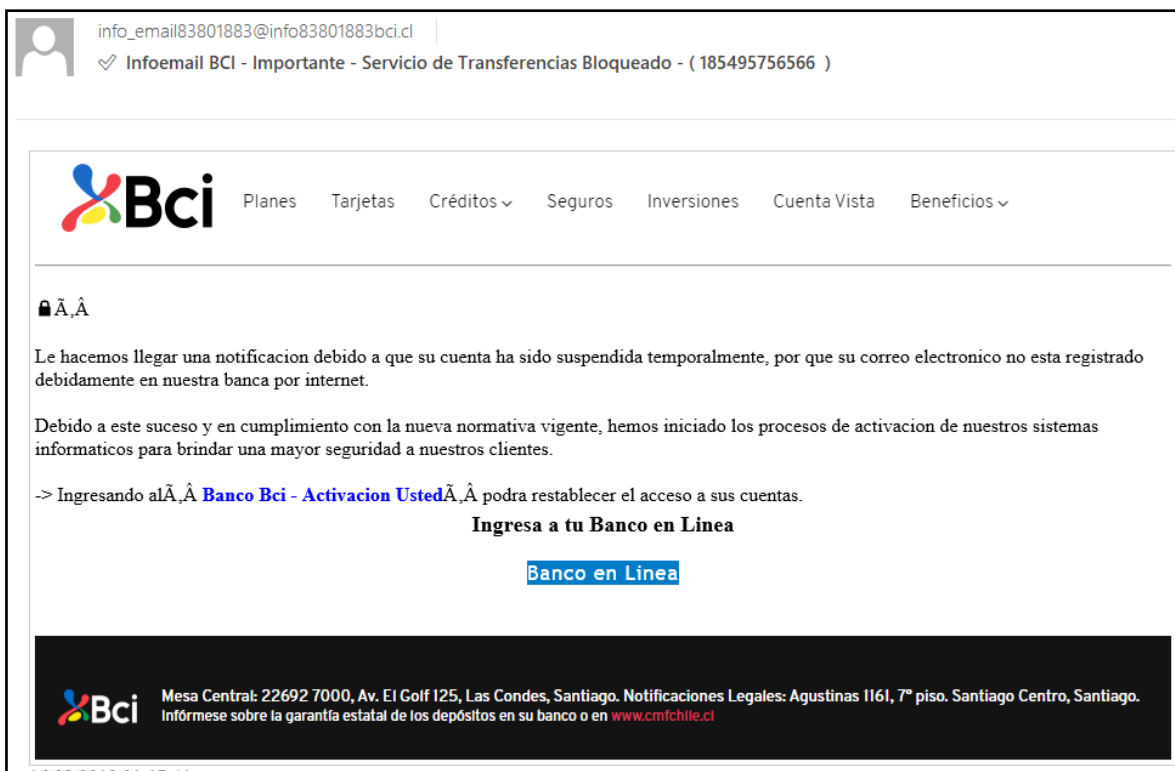 info_email83801883@info83801883bci.cl
Infoemail BCI - Importante - Servicio de Transferencias Bloqueado - ( 185495756566 )
Bci Planes Tarjetas Créditos Seguros Inversiones Cuenta Vista Beneficios
Ã‚Â
Le hacemos llegar una notificacion debido a que su cuenta ha sido suspendida temporalmente, por que su correo electronico no esta registrado
debidamente en nuestra banca por internet.
Debido a este suceso y en cumplimiento con la nueva normativa vigente, hemos iniciado los procesos de activacion de nuestros sistemas
informaticos para brindar una mayor seguridad a nuestros clientes.
-> Ingresando alÃ‚Â Banco Bci - Activacion UstedÃ‚Â podra restablecer el acceso a sus cuentas.
Ingresa a tu Banco en Linea
Banco en Linea
Bci Mesa Central: 22692 7000, Av. El Golf 125, Las Condes, Santiago. Notificaciones Legales: Agustinas 1161, 7º piso. Santiago Centro, Santiago.
Infórmese sobre la garantía estatal de los depósitos en su banco o en www.cmfchile.cl